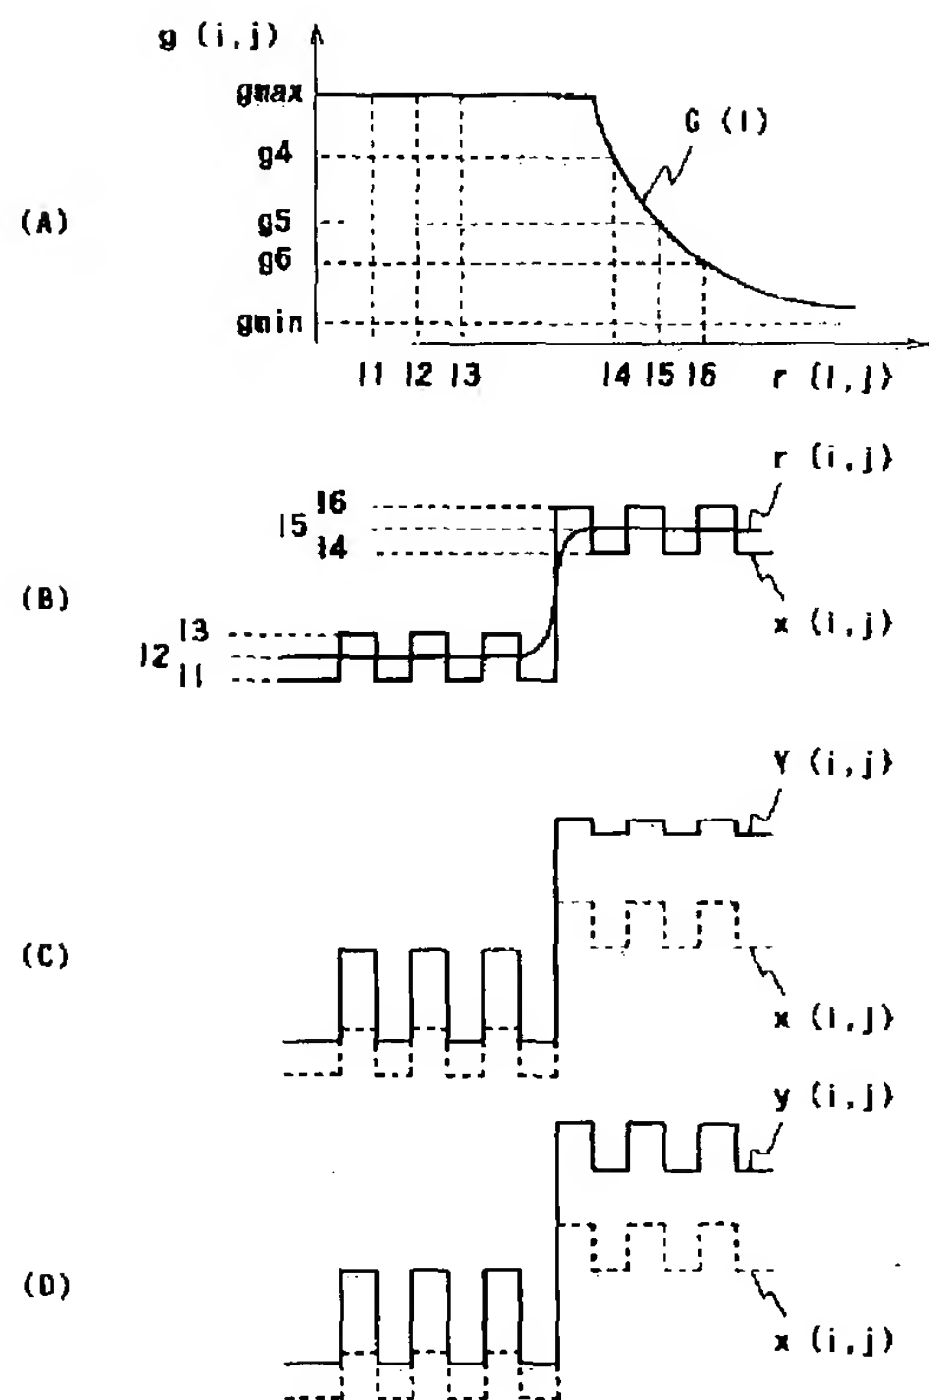 g (i,j)
gmax
G (l)
g4
(A)
g5
g6
gmin
l1 l2 l3 l4 l5 l6 r (i,j)
r (i,j)
l6
l5
l4
(B)
x (i,j)
l3
l2
l1
Y (i,j)
(C)
x (i,j)
y (i,j)
(D)
x (i,j)